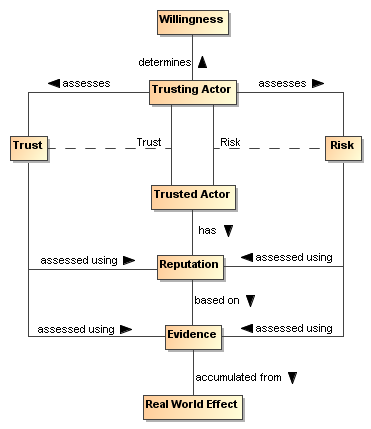 Willingness
determines
assesses
Trusting Actor
assesses
Trust
Trust
Risk
Risk
Trusted Actor
has
assessed using
Reputation
assessed using
based on
assessed using
Evidence
assessed using
accumulated from
Real World Effect